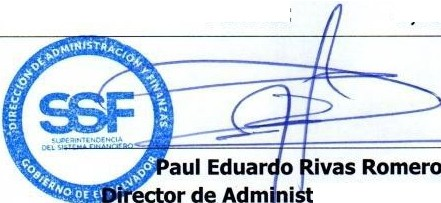 DIRECCIÓN DE ADMINISTRACIÓN Y FINANZAS
SSF
SUPERINTENDENCIA
DEL SISTEMA FINANCIERO
GOBIERNO DE EL SALVADOR
Paul Eduardo Rivas Romero
Director de Administ